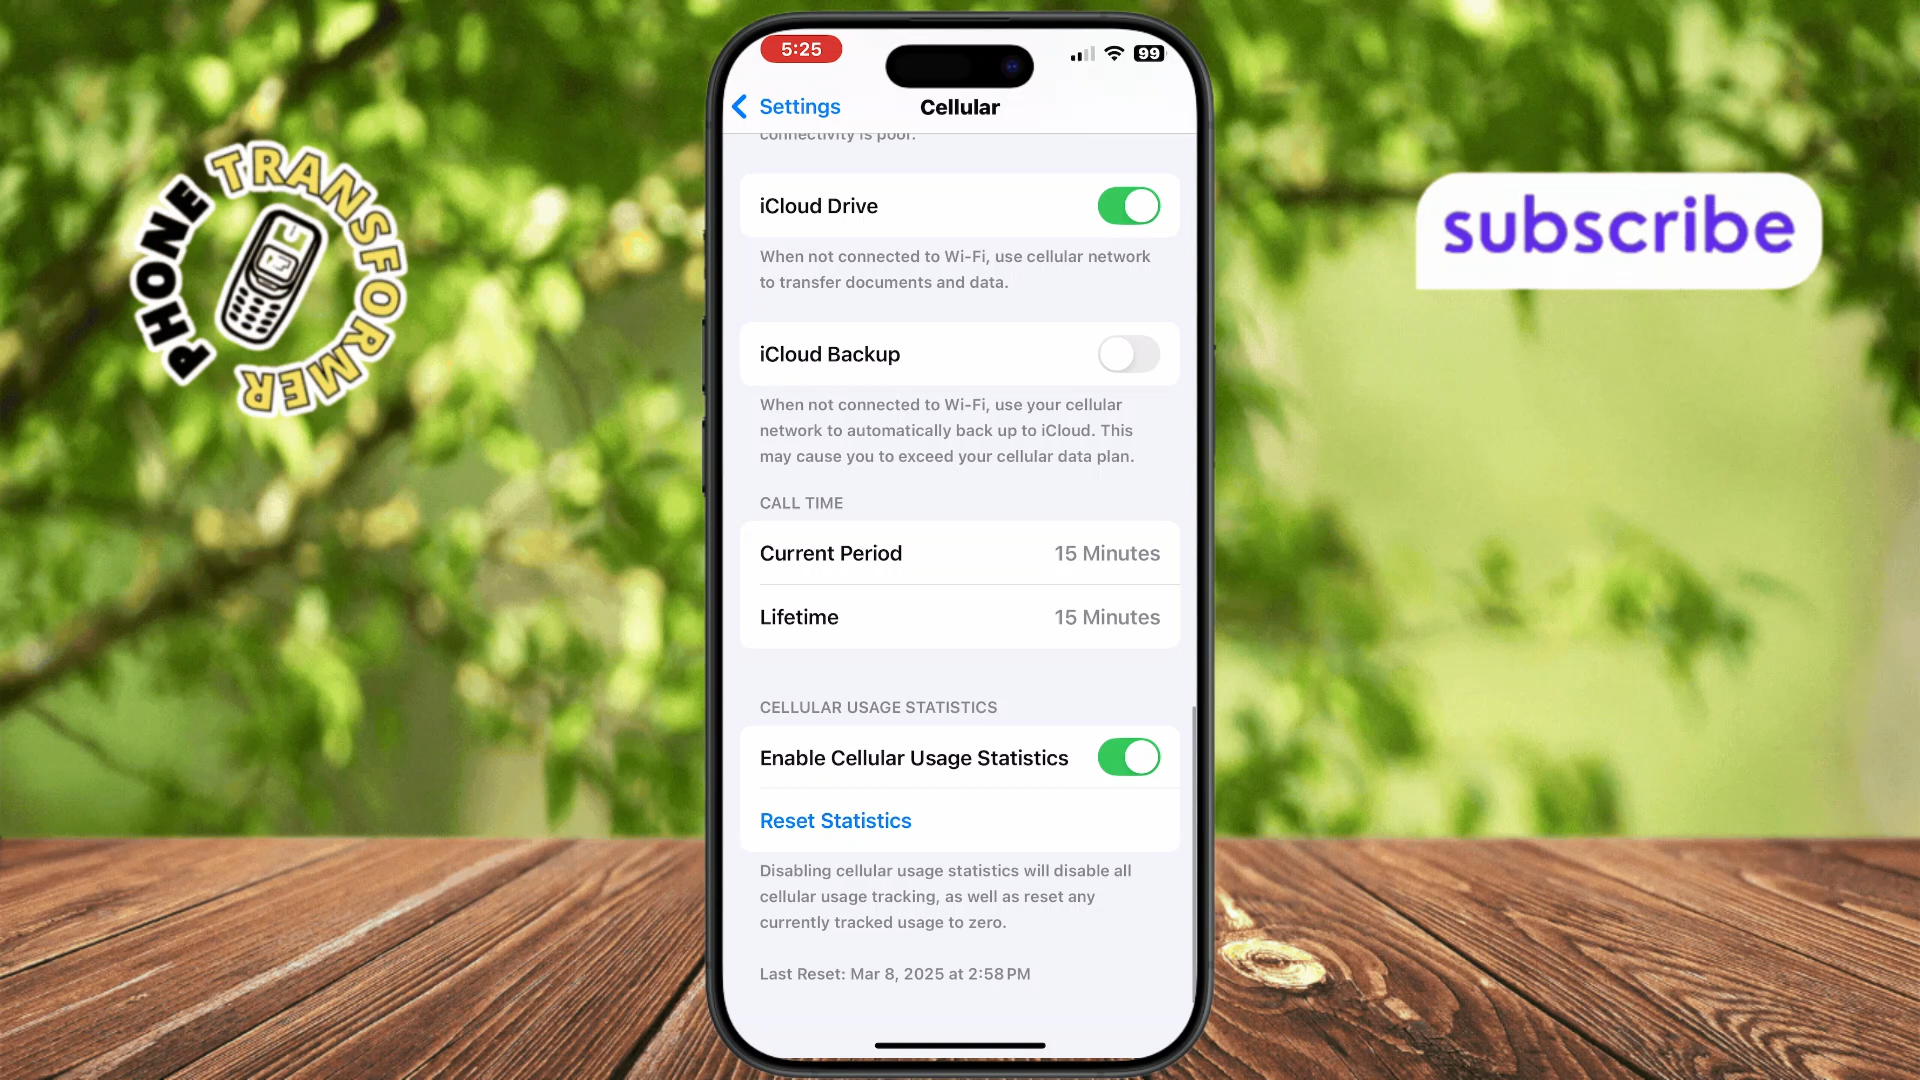 PHONE TRANSFORMER
subscribe
5:25
99
Settings
Cellular
connectivity is poor.
iCloud Drive
When not connected to Wi-Fi, use cellular network
to transfer documents and data.
iCloud Backup
When not connected to Wi-Fi, use your cellular
network to automatically back up to iCloud. This
may cause you to exceed your cellular data plan.
CALL TIME
Current Period 15 Minutes
Lifetime 15 Minutes
CELLULAR USAGE STATISTICS
Enable Cellular Usage Statistics
Reset Statistics
Disabling cellular usage statistics will disable all
cellular usage tracking, as well as reset any
currently tracked usage to zero.
Last Reset: Mar 8, 2025 at 2:58 PM